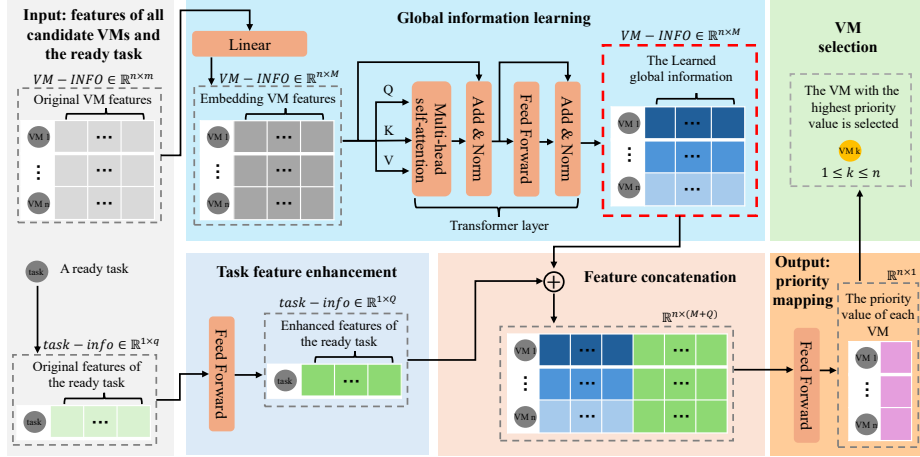 Input: features of all
candidate VMs and
the ready task
VM − INFO ∈ ℝⁿˣᵐ
Original VM features
VM 1
...
⋮
...
VM n
...
task
A ready task
task − info ∈ ℝ¹ˣ𐞥
Original features of
the ready task
task
...
Global information learning
Linear
VM − INFO ∈ ℝⁿˣᴹ
Embedding VM features
VM 1
...
⋮
...
VM n
...
Q
K
V
Multi-head
self-attention
Add & Norm
Feed Forward
Add & Norm
Transformer layer
VM − INFO ∈ ℝⁿˣᴹ
The Learned
global information
VM 1
...
⋮
...
VM n
...
Task feature enhancement
Feed Forward
task − info ∈ ℝ^{1×Q}
Enhanced features of
the ready task
task
...
Feature concatenation
ℝ^{n×(M+Q)}
VM 1
... ...
⋮
... ...
VM n
... ...
Output:
priority
mapping
Feed Forward
ℝ^{n×1}
The priority
value of each
VM
VM 1
⋮
VM n
VM
selection
The VM with the
highest priority
value is selected
VM k
1 ≤ k ≤ n